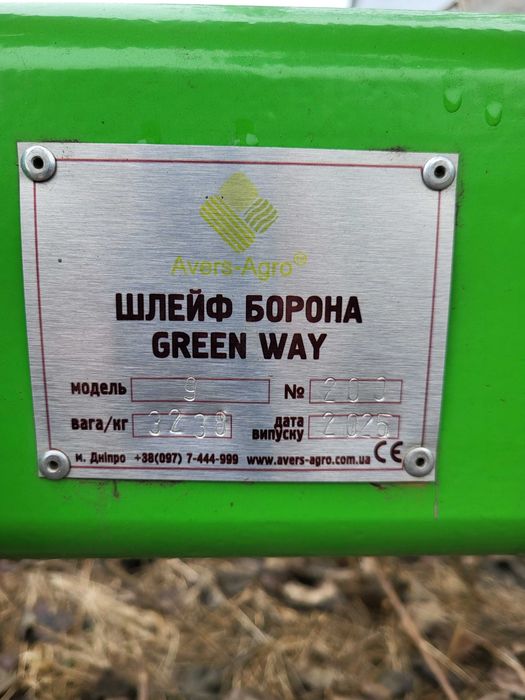 Avers-Agro
ШЛЕЙФ БОРОНА
GREEN WAY
модель 9 № 200
вага/кг 3238 дата випуску 2025
м. Дніпро +38(097) 7-444-999 www.avers-agro.com.ua CE